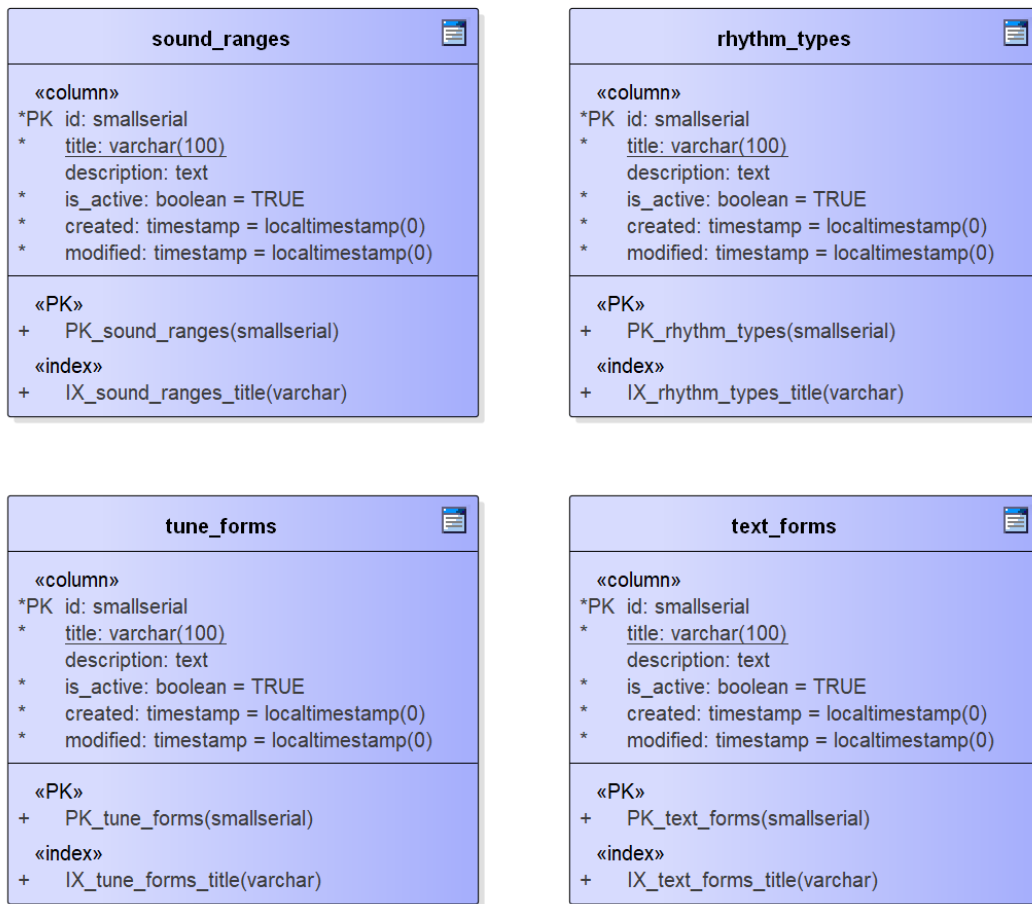 sound_ranges
«column»
*PK id: smallserial
* title: varchar(100)
description: text
* is_active: boolean = TRUE
* created: timestamp = localtimestamp(0)
* modified: timestamp = localtimestamp(0)
«PK»
+ PK_sound_ranges(smallserial)
«index»
+ IX_sound_ranges_title(varchar)
rhythm_types
«column»
*PK id: smallserial
* title: varchar(100)
description: text
* is_active: boolean = TRUE
* created: timestamp = localtimestamp(0)
* modified: timestamp = localtimestamp(0)
«PK»
+ PK_rhythm_types(smallserial)
«index»
+ IX_rhythm_types_title(varchar)
tune_forms
«column»
*PK id: smallserial
* title: varchar(100)
description: text
* is_active: boolean = TRUE
* created: timestamp = localtimestamp(0)
* modified: timestamp = localtimestamp(0)
«PK»
+ PK_tune_forms(smallserial)
«index»
+ IX_tune_forms_title(varchar)
text_forms
«column»
*PK id: smallserial
* title: varchar(100)
description: text
* is_active: boolean = TRUE
* created: timestamp = localtimestamp(0)
* modified: timestamp = localtimestamp(0)
«PK»
+ PK_text_forms(smallserial)
«index»
+ IX_text_forms_title(varchar)